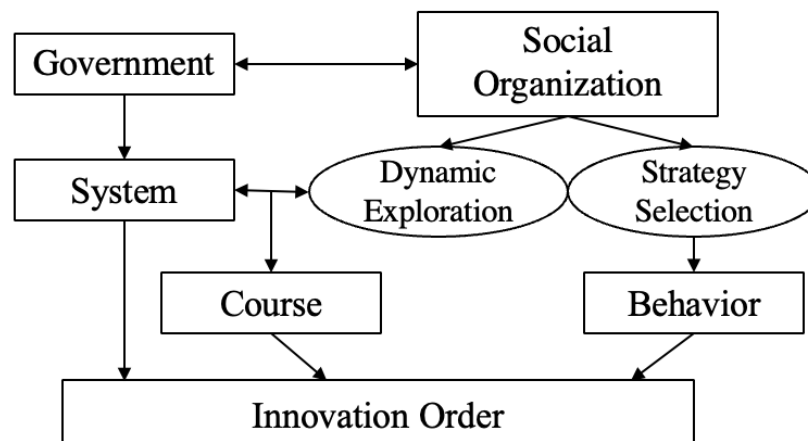 Government
Social
Organization
System
Dynamic
Exploration
Strategy
Selection
Course
Behavior
Innovation Order